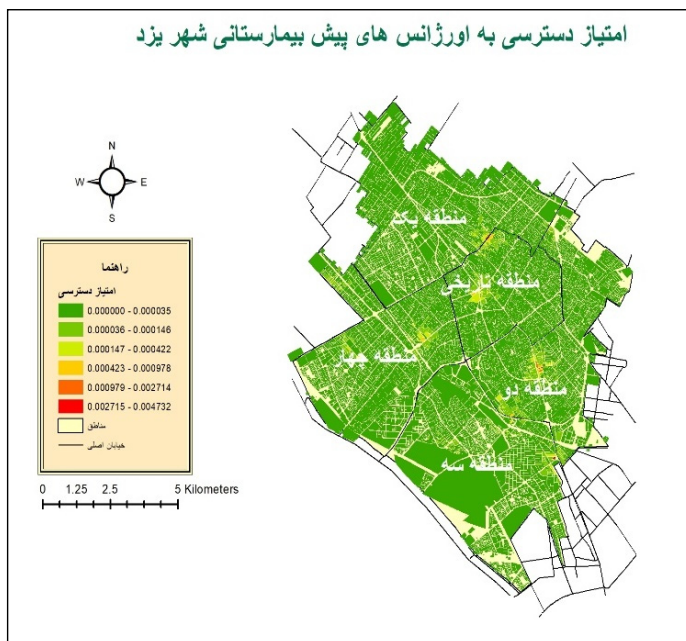 امتیاز دسترسی به اورژانس های پیش بیمارستانی شهر یزد
N
W E
S
راهنما
امتیاز دسترسی
0.000000 - 0.000035
0.000036 - 0.000146
0.000147 - 0.000422
0.000423 - 0.000978
0.000979 - 0.002714
0.002715 - 0.004732
مناطق
خیابان اصلی
0 1.25 2.5 5 Kilometers
منطقه یک
منطقه تاریخی
منطقه چهار
منطقه دو
منطقه سه